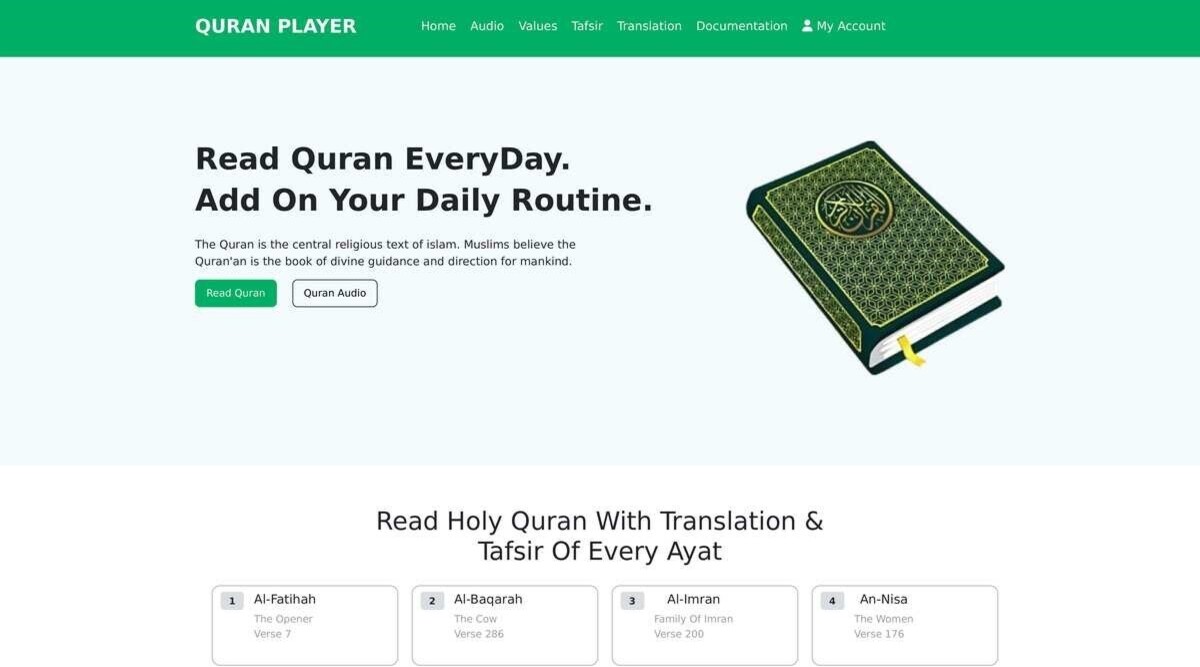 QURAN PLAYER
Home Audio Values Tafsir Translation Documentation My Account
Read Quran EveryDay.
Add On Your Daily Routine.
The Quran is the central religious text of islam. Muslims believe the
Quran'an is the book of divine guidance and direction for mankind.
Read Quran Quran Audio
القرآن الكريم
Read Holy Quran With Translation &
Tafsir Of Every Ayat
1 Al-Fatihah
The Opener
Verse 7
2 Al-Baqarah
The Cow
Verse 286
3 Al-Imran
Family Of Imran
Verse 200
4 An-Nisa
The Women
Verse 176